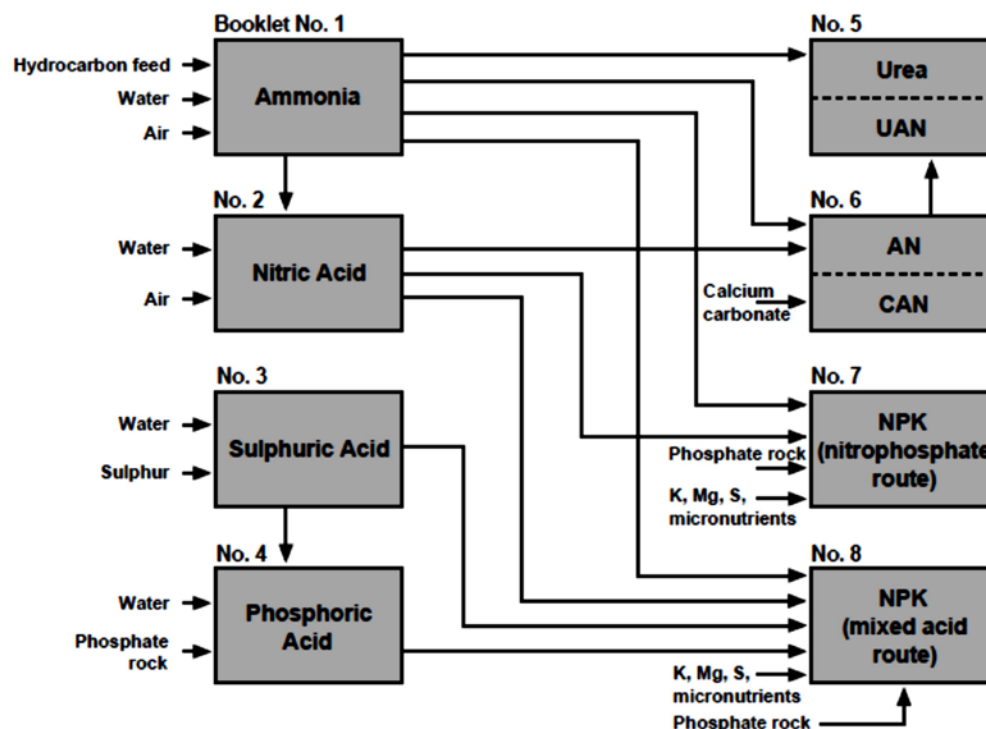 Booklet No. 1
Hydrocarbon feed
Water
Air
Ammonia
No. 2
Water
Air
Nitric Acid
No. 3
Water
Sulphur
Sulphuric Acid
No. 4
Water
Phosphate
rock
Phosphoric
Acid
No. 5
Urea
UAN
No. 6
AN
Calcium
carbonate
CAN
No. 7
NPK
(nitrophosphate
route)
Phosphate rock
K, Mg, S,
micronutrients
No. 8
NPK
(mixed acid
route)
K, Mg, S,
micronutrients
Phosphate rock